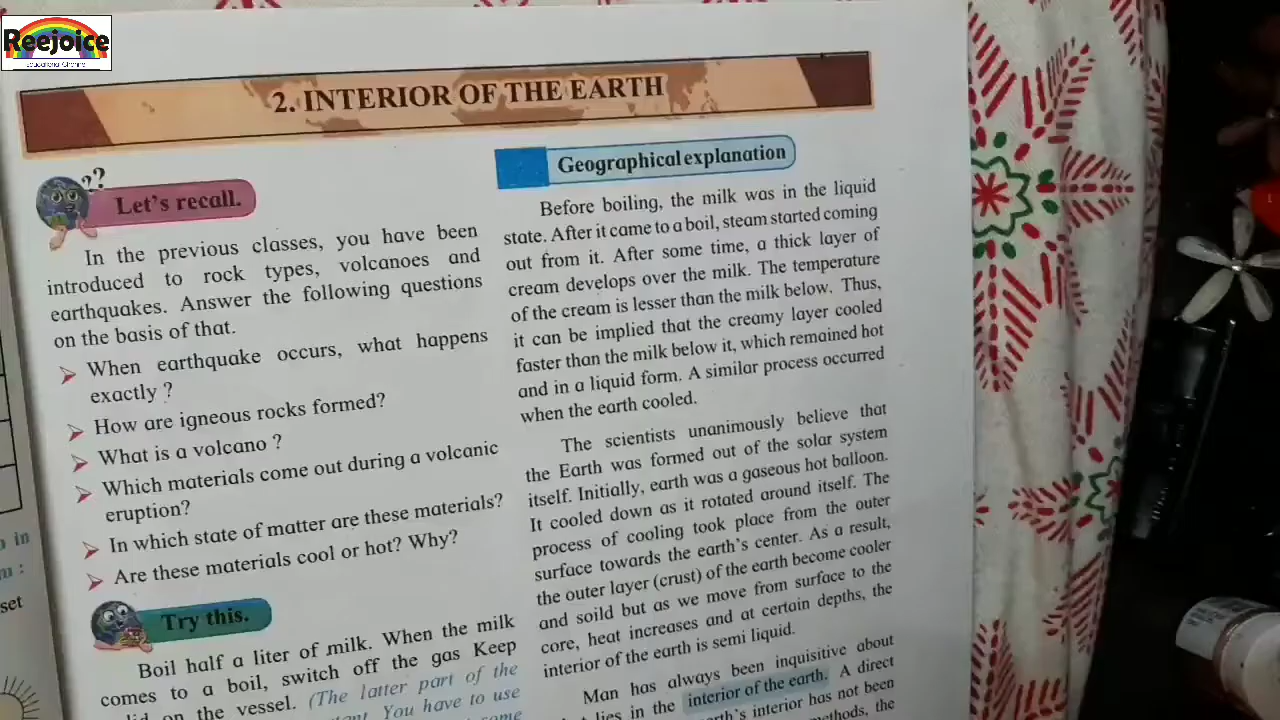 Reejoice
Educational Channel
2. INTERIOR OF THE EARTH
??
Let's recall.
In the previous classes, you have been
introduced to rock types, volcanoes and
earthquakes. Answer the following questions
on the basis of that.
➤ When earthquake occurs, what happens
exactly ?
➤ How are igneous rocks formed?
➤ What is a volcano ?
➤ Which materials come out during a volcanic
eruption?
➤ In which state of matter are these materials?
➤ Are these materials cool or hot? Why?
Try this.
Boil half a liter of milk. When the milk
comes to a boil, switch off the gas Keep
on the vessel. (The latter part of the
You have to use
Geographical explanation
Before boiling, the milk was in the liquid
state. After it came to a boil, steam started coming
out from it. After some time, a thick layer of
cream develops over the milk. The temperature
of the cream is lesser than the milk below. Thus,
it can be implied that the creamy layer cooled
faster than the milk below it, which remained hot
and in a liquid form. A similar process occurred
when the earth cooled.
The scientists unanimously believe that
the Earth was formed out of the solar system
itself. Initially, earth was a gaseous hot balloon.
It cooled down as it rotated around itself. The
process of cooling took place from the outer
surface towards the earth's center. As a result,
the outer layer (crust) of the earth become cooler
and soild but as we move from surface to the
core, heat increases and at certain depths, the
interior of the earth is semi liquid.
Man has always been inquisitive about
lies in the interior of the earth. A direct
interior has not been
methods, the
in
set